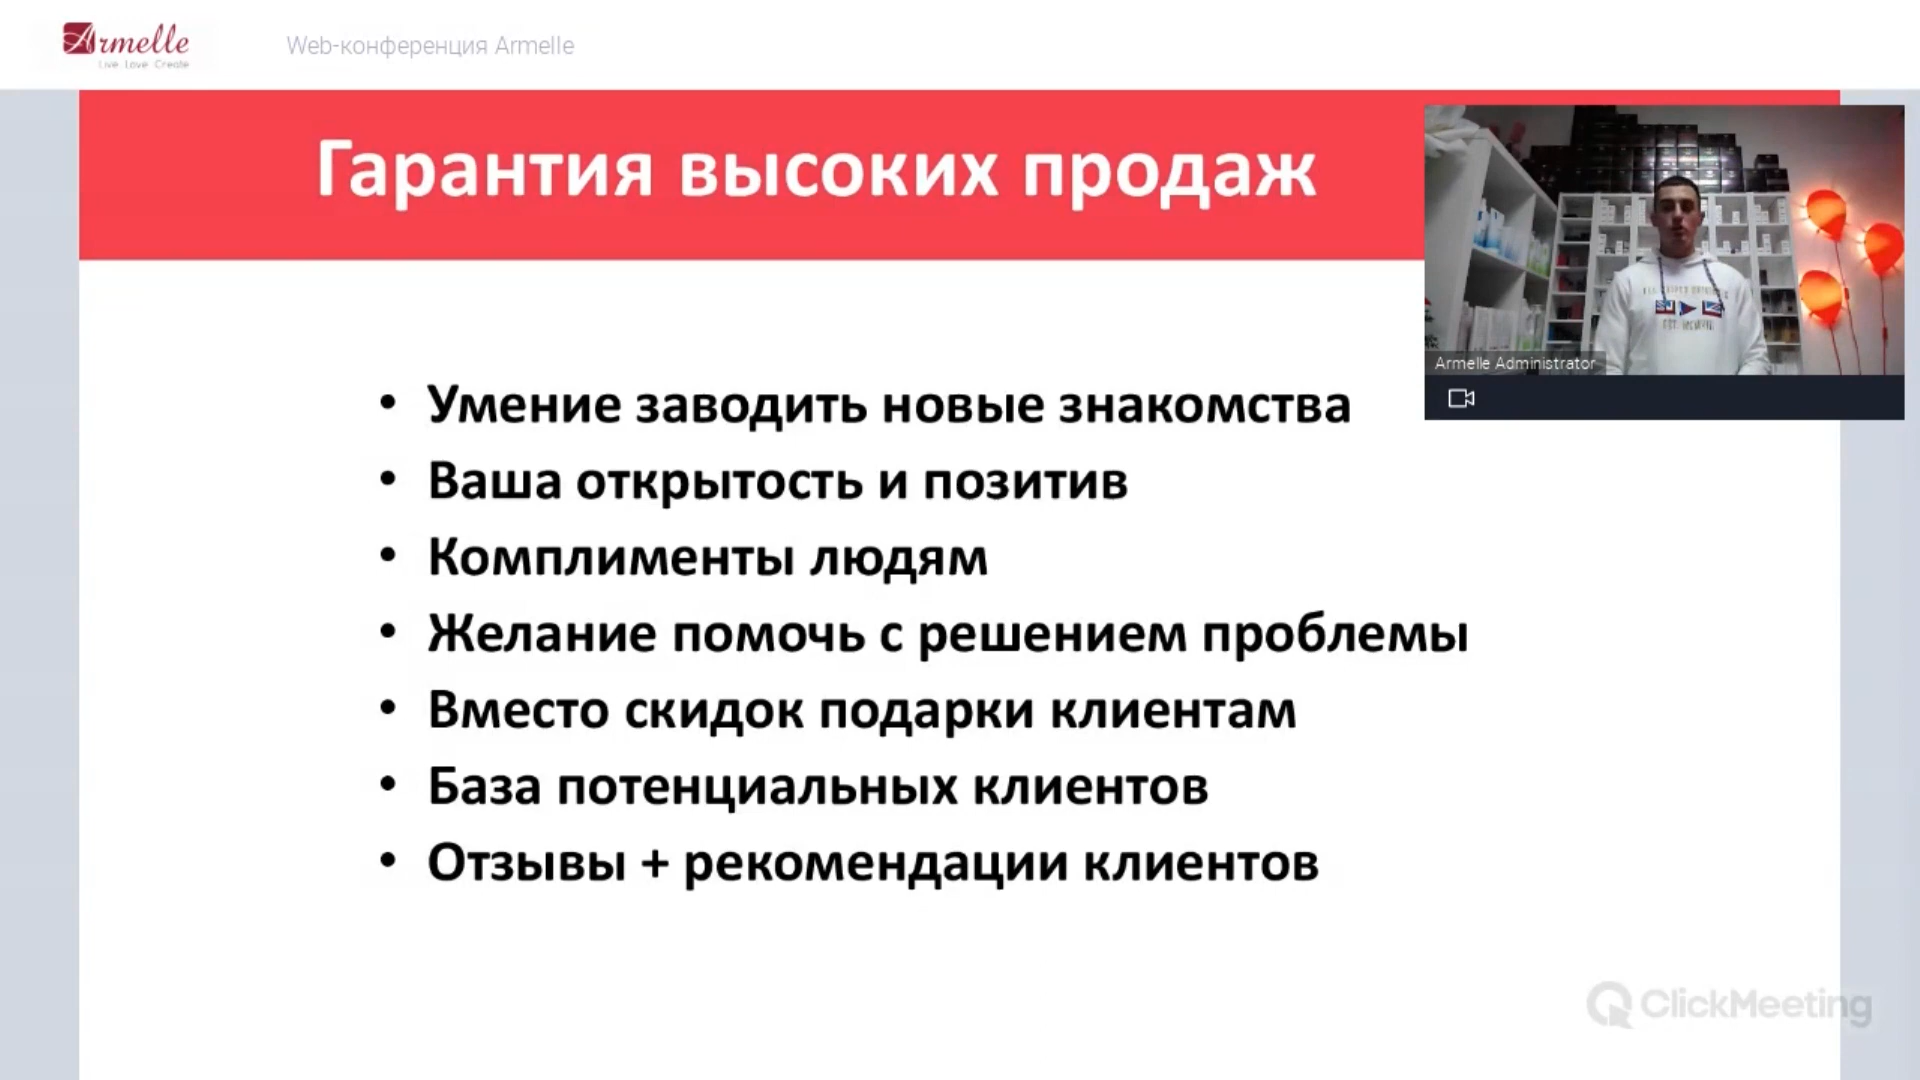 Armelle
Live Love Create
Web-конференция Armelle
Гарантия высоких продаж
Armelle Administrator
• Умение заводить новые знакомства
• Ваша открытость и позитив
• Комплименты людям
• Желание помочь с решением проблемы
• Вместо скидок подарки клиентам
• База потенциальных клиентов
• Отзывы + рекомендации клиентов
ClickMeeting